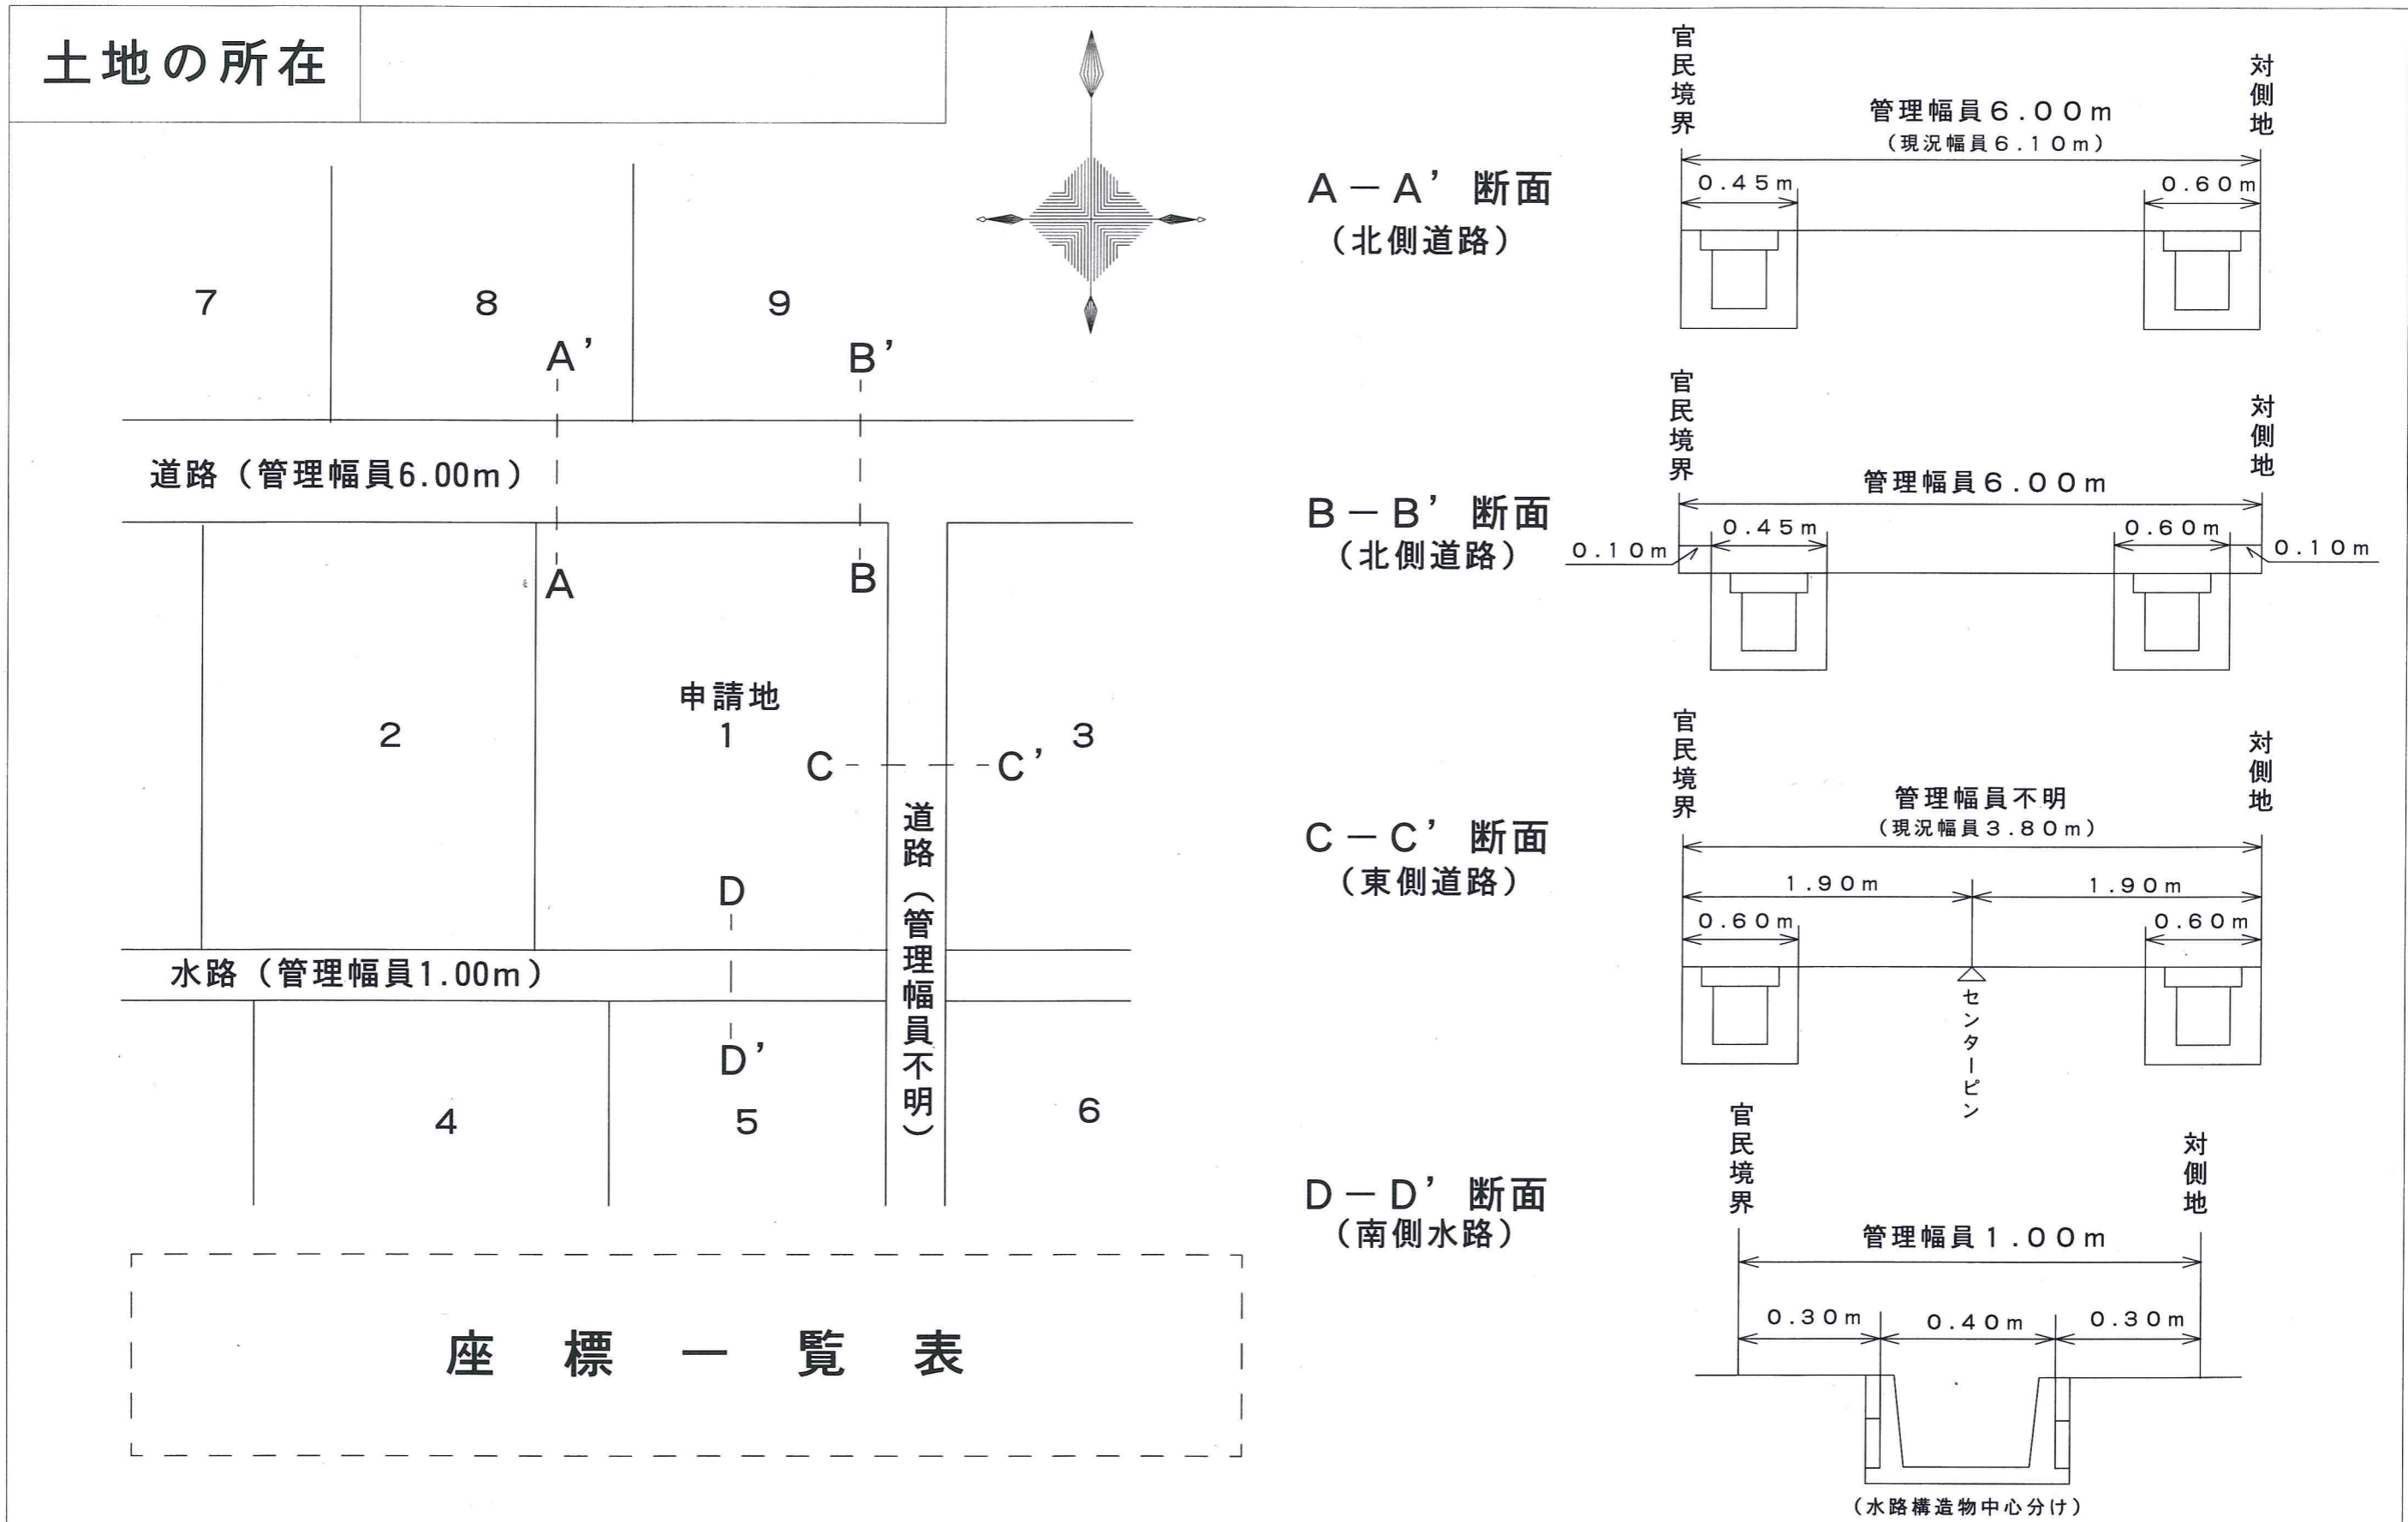 土地の所在
7
8
9
A'
B'
道路（管理幅員6.00m）
A
B
申請地
1
2
3
C
C'
道路（管理幅員不明）
D
水路（管理幅員1.00m）
D'
4
5
6
座標一覧表
A－A' 断面
（北側道路）
官民境界
対側地
管理幅員6.00m
（現況幅員6.10m）
0.45m
0.60m
B－B' 断面
（北側道路）
官民境界
対側地
管理幅員6.00m
0.10m
0.45m
0.60m
0.10m
C－C' 断面
（東側道路）
官民境界
対側地
管理幅員不明
（現況幅員3.80m）
1.90m
1.90m
0.60m
0.60m
センターピン
D－D' 断面
（南側水路）
官民境界
対側地
管理幅員1.00m
0.30m
0.40m
0.30m
（水路構造物中心分け）